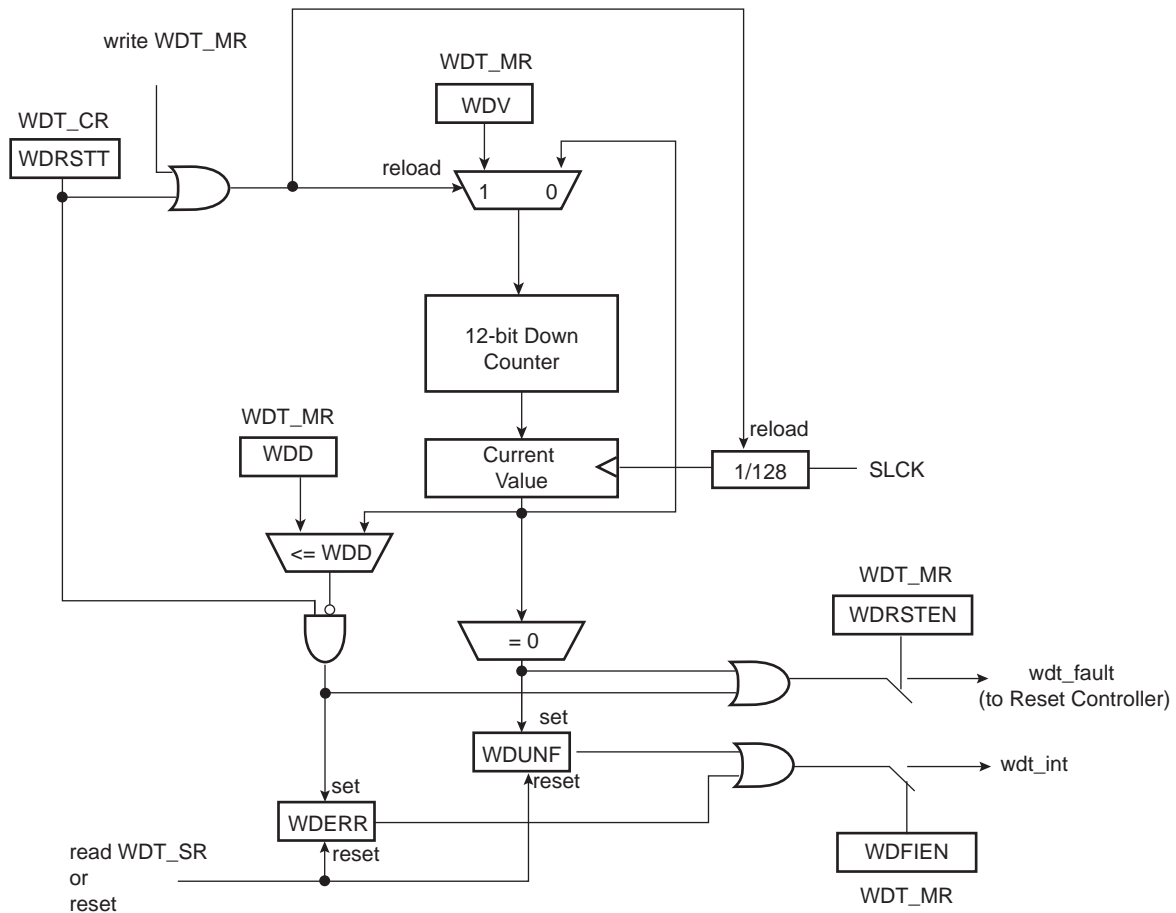 write WDT_MR
WDT_MR
WDV
WDT_CR
WDRSTT
reload
1 0
12-bit Down
Counter
WDT_MR
WDD
reload
Current
Value
1/128
SLCK
<= WDD
WDT_MR
WDRSTEN
= 0
wdt_fault
(to Reset Controller)
set
WDUNF
reset
wdt_int
set
WDERR
reset
read WDT_SR
or
reset
WDFIEN
WDT_MR